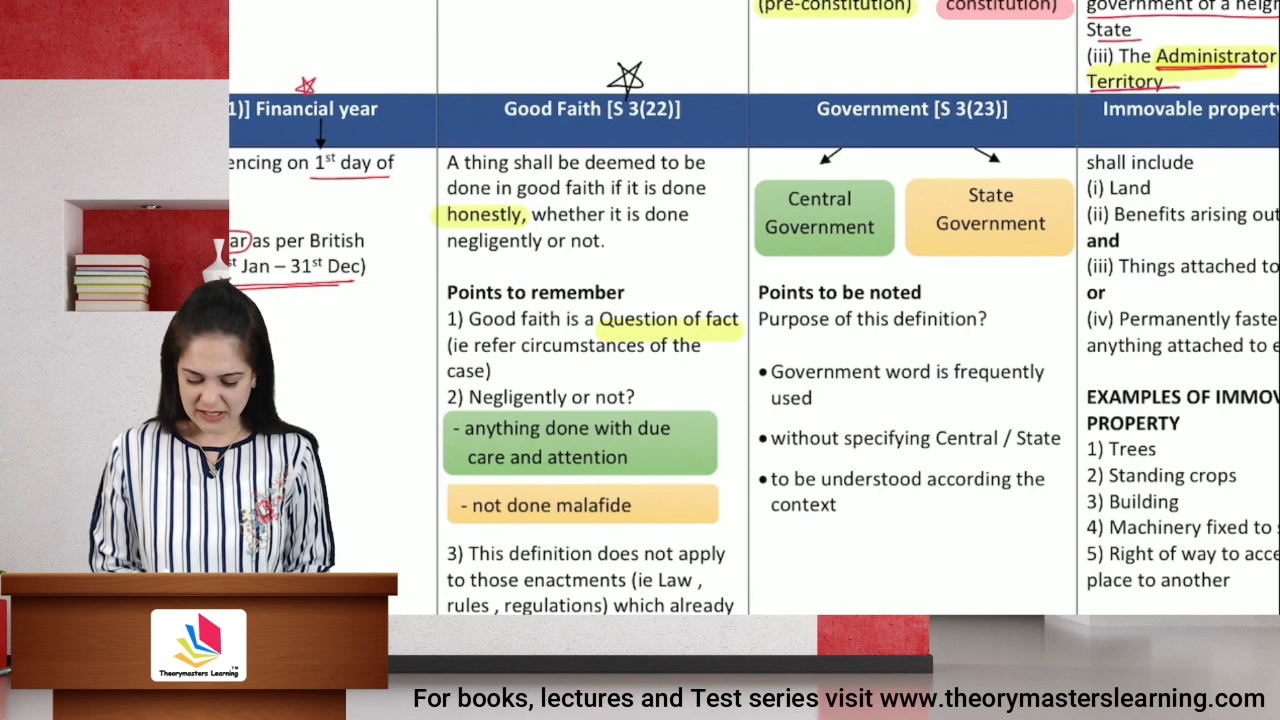 (pre-constitution)
constitution)
government of a neigh
State
(iii) The Administrator
Territory
1)] Financial year
Good Faith [S 3(22)]
Government [S 3(23)]
Immovable property
encing on 1st day of
ar as per British
st Jan – 31st Dec)
A thing shall be deemed to be
done in good faith if it is done
honestly, whether it is done
negligently or not.
Points to remember
1) Good faith is a Question of fact
(ie refer circumstances of the
case)
2) Negligently or not?
- anything done with due
care and attention
- not done malafide
3) This definition does not apply
to those enactments (ie Law ,
rules , regulations) which already
Central
Government
State
Government
Points to be noted
Purpose of this definition?
• Government word is frequently
used
• without specifying Central / State
• to be understood according the
context
shall include
(i) Land
(ii) Benefits arising out
and
(iii) Things attached to
or
(iv) Permanently faste
anything attached to e
EXAMPLES OF IMMOV
PROPERTY
1) Trees
2) Standing crops
3) Building
4) Machinery fixed to
5) Right of way to acce
place to another
Theorymasters Learning™
For books, lectures and Test series visit www.theorymasterslearning.com